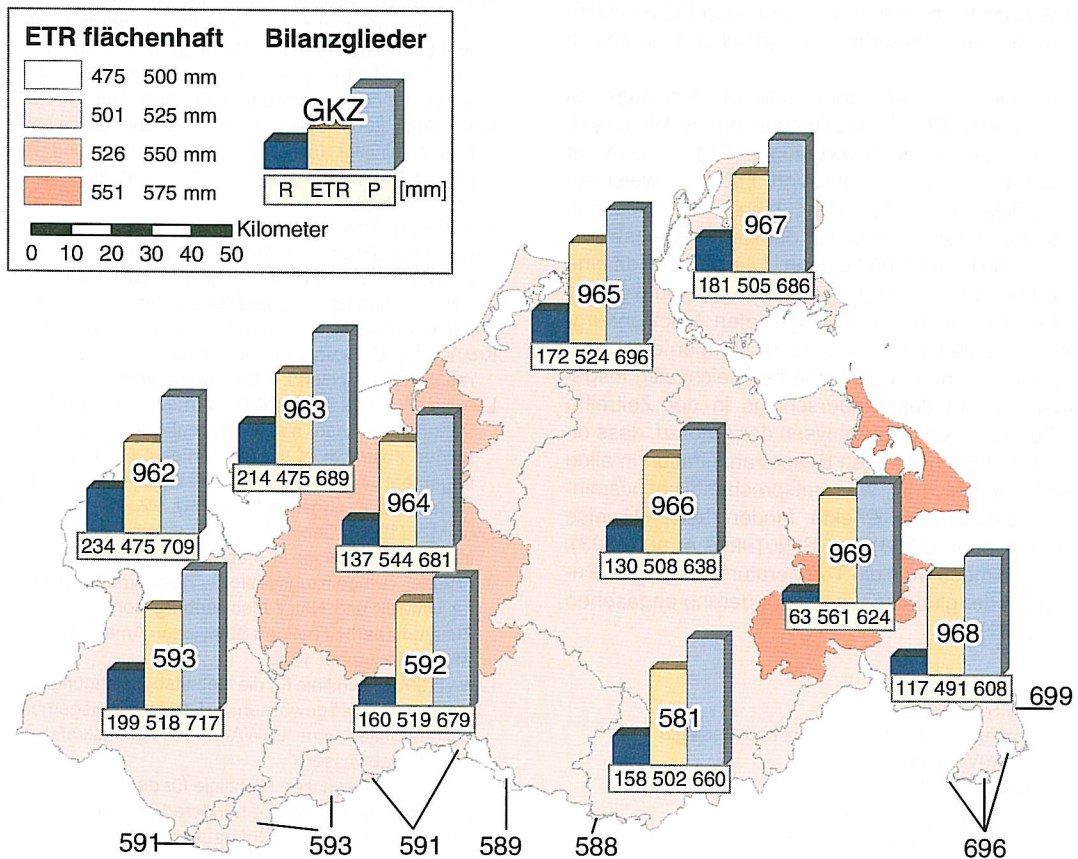 ETR flächenhaft
Bilanzglieder
475 500 mm
501 525 mm
526 550 mm
551 575 mm
GKZ
R ETR P [mm]
Kilometer
0 10 20 30 40 50
967
181 505 686
965
172 524 696
963
214 475 689
962
234 475 709
964
137 544 681
966
130 508 638
969
63 561 624
968
117 491 608
593
199 518 717
592
160 519 679
581
158 502 660
699
591
593
591
589
588
696